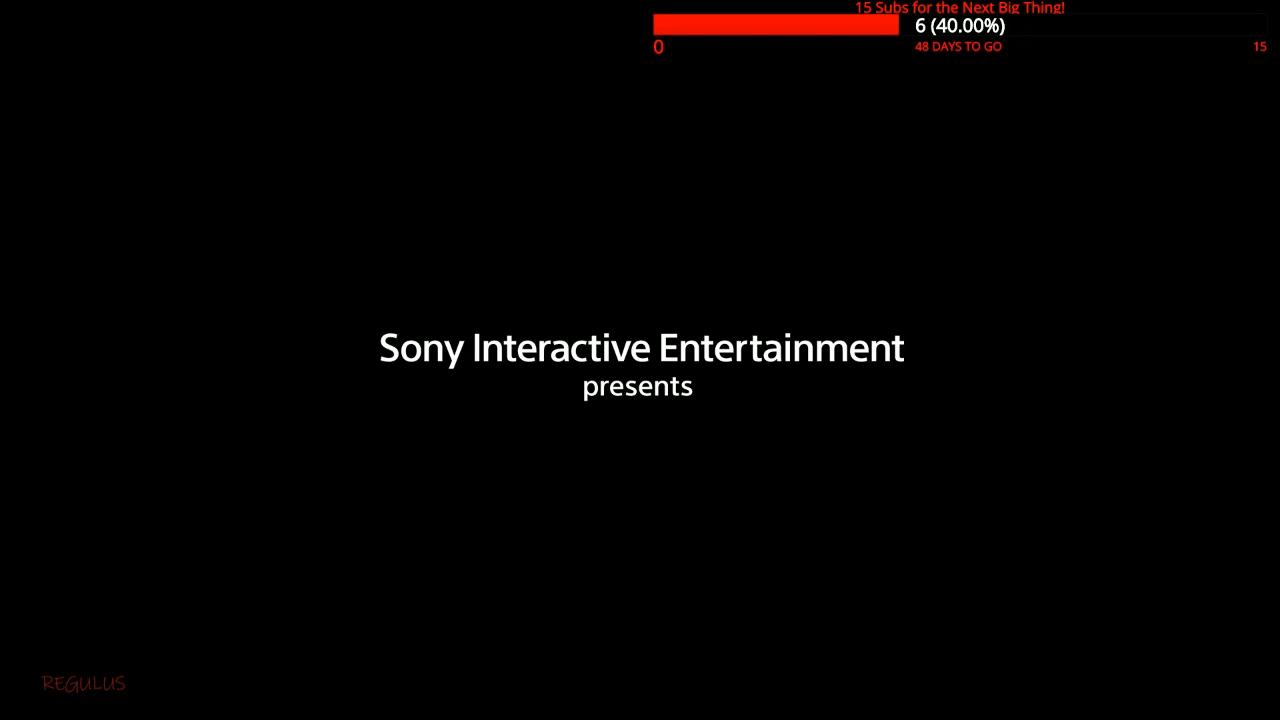 15 Subs for the Next Big Thing!
6 (40.00%)
0 48 DAYS TO GO 15
Sony Interactive Entertainment
presents
REGULUS